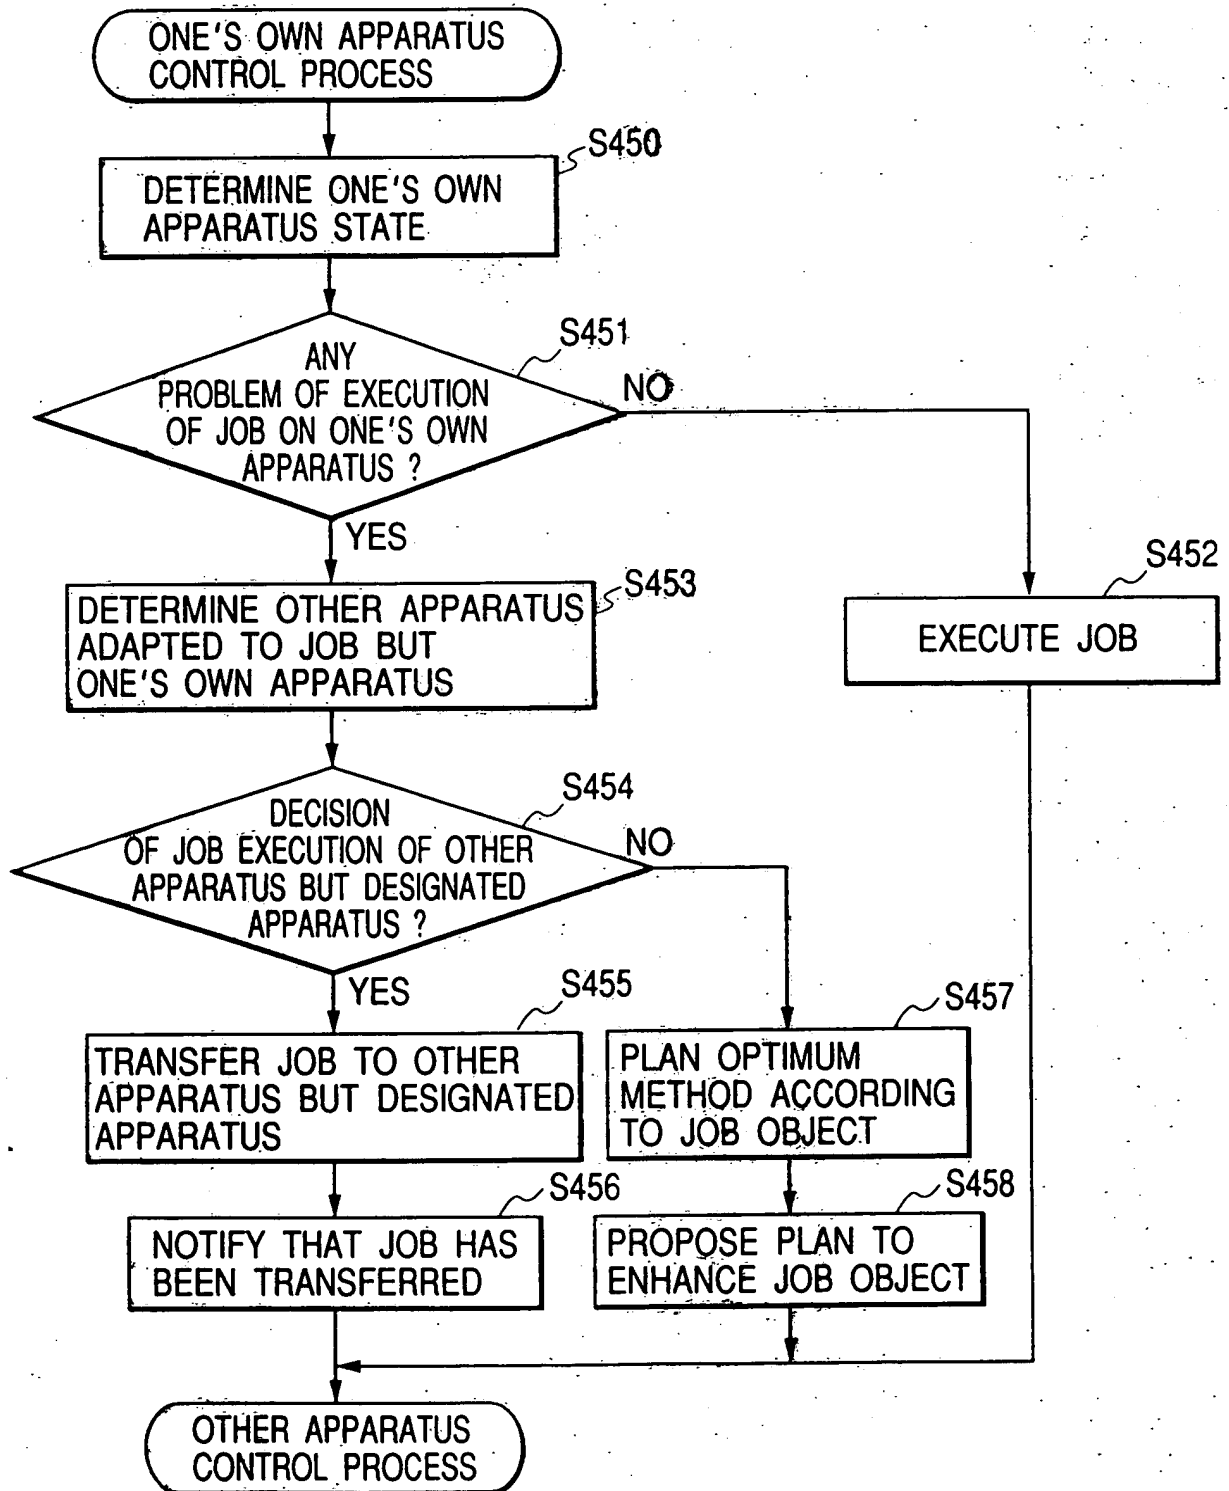 ONE'S OWN APPARATUS
CONTROL PROCESS
S450
DETERMINE ONE'S OWN
APPARATUS STATE
S451
ANY
PROBLEM OF EXECUTION
OF JOB ON ONE'S OWN
APPARATUS ?
NO
YES
S452
EXECUTE JOB
S453
DETERMINE OTHER APPARATUS
ADAPTED TO JOB BUT
ONE'S OWN APPARATUS
S454
DECISION
OF JOB EXECUTION OF OTHER
APPARATUS BUT DESIGNATED
APPARATUS ?
NO
YES
S455
TRANSFER JOB TO OTHER
APPARATUS BUT DESIGNATED
APPARATUS
S457
PLAN OPTIMUM
METHOD ACCORDING
TO JOB OBJECT
S456
NOTIFY THAT JOB HAS
BEEN TRANSFERRED
S458
PROPOSE PLAN TO
ENHANCE JOB OBJECT
OTHER APPARATUS
CONTROL PROCESS